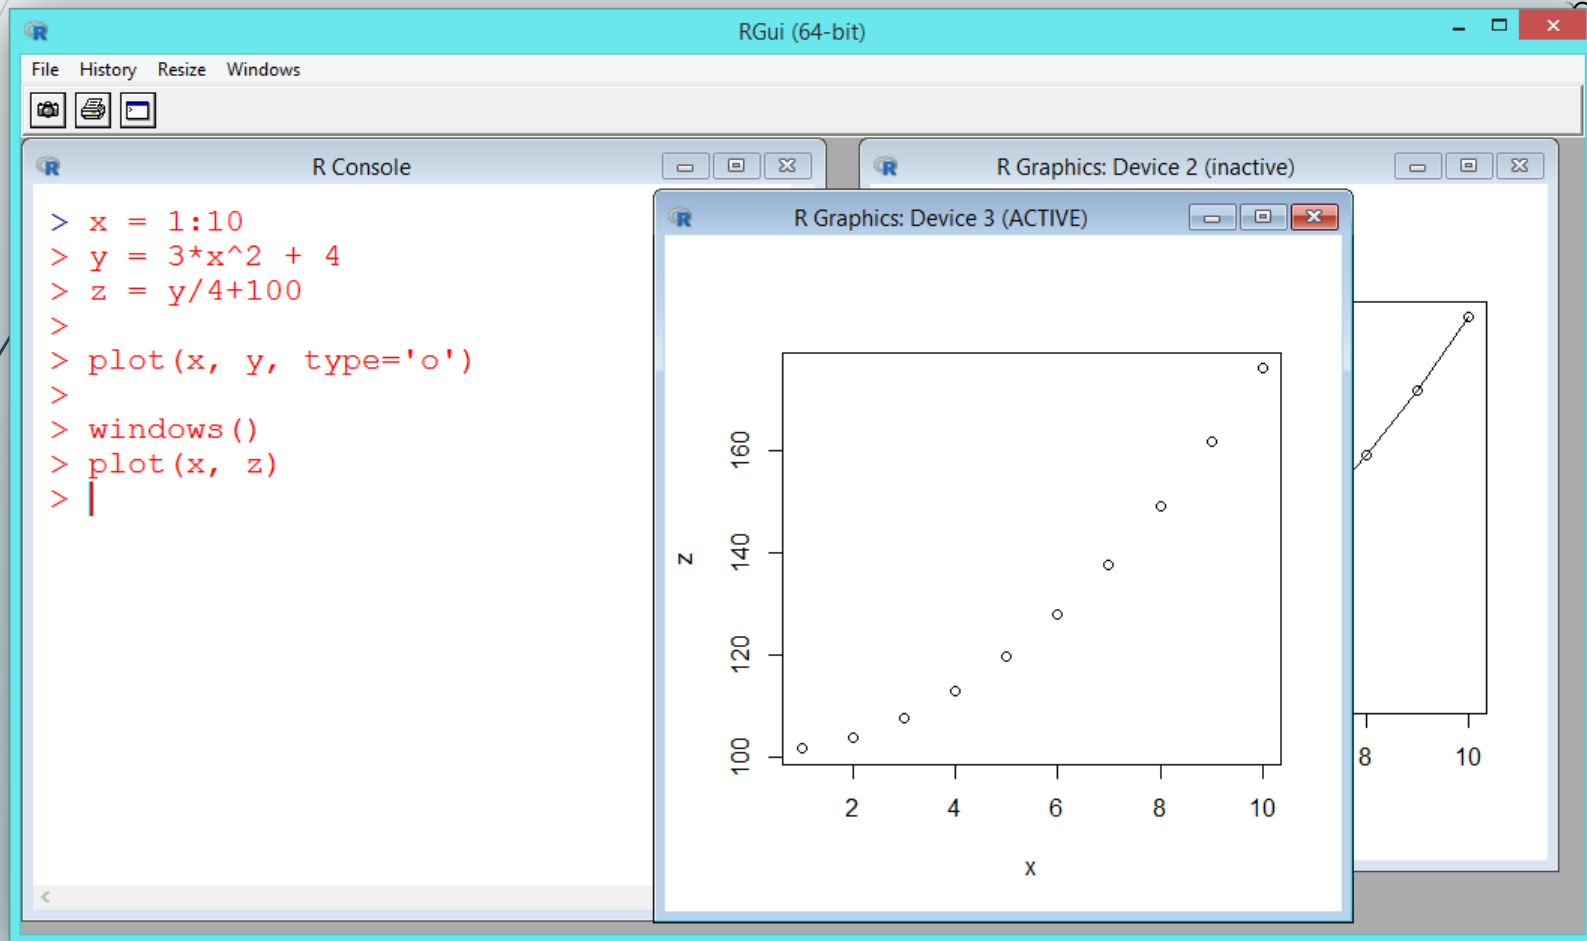 RGui (64-bit)
File History Resize Windows
R Console
> x = 1:10
> y = 3*x^2 + 4
> z = y/4+100
>
> plot(x, y, type='o')
>
> windows()
> plot(x, z)
>
R Graphics: Device 2 (inactive)
8 10
R Graphics: Device 3 (ACTIVE)
160
140
120
100
z
2 4 6 8 10
x